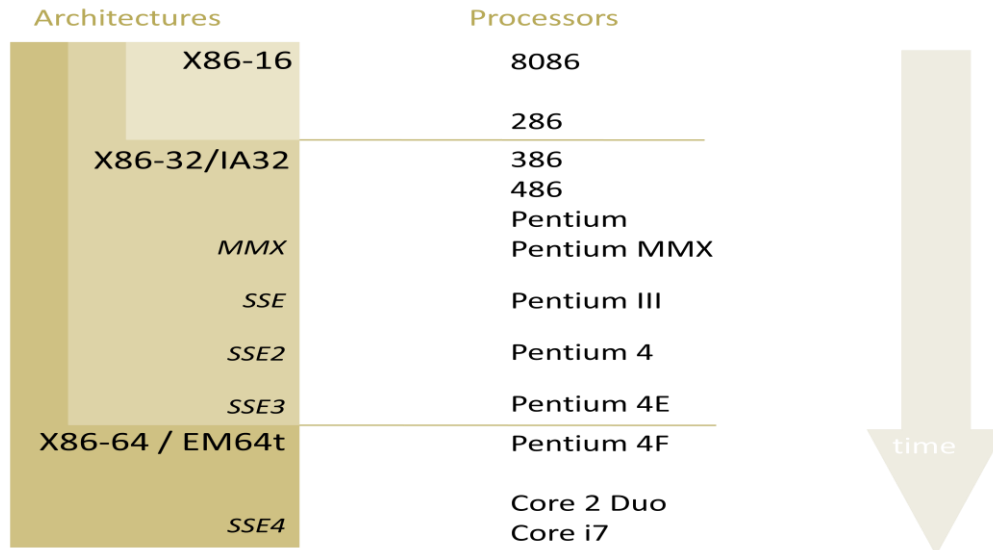 Architectures Processors
X86-16 8086
286
X86-32/IA32 386
486
Pentium
MMX Pentium MMX
SSE Pentium III
SSE2 Pentium 4
SSE3 Pentium 4E
X86-64 / EM64t Pentium 4F
time
Core 2 Duo
SSE4 Core i7